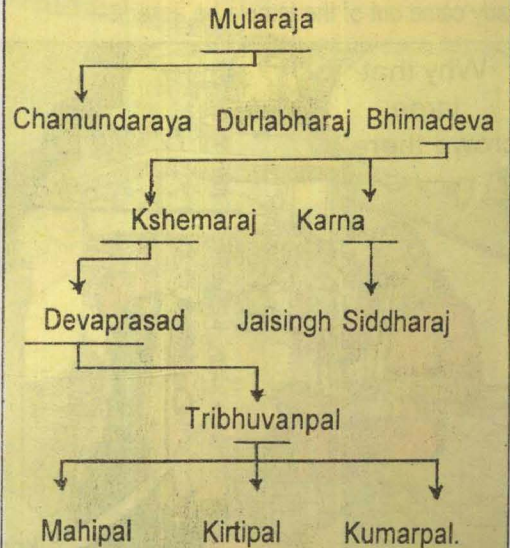 Mularaja
Chamundaraya Durlabharaj Bhimadeva
Kshemaraj Karna
Devaprasad Jaisingh Siddharaj
Tribhuvanpal
Mahipal Kirtipal Kumarpal.